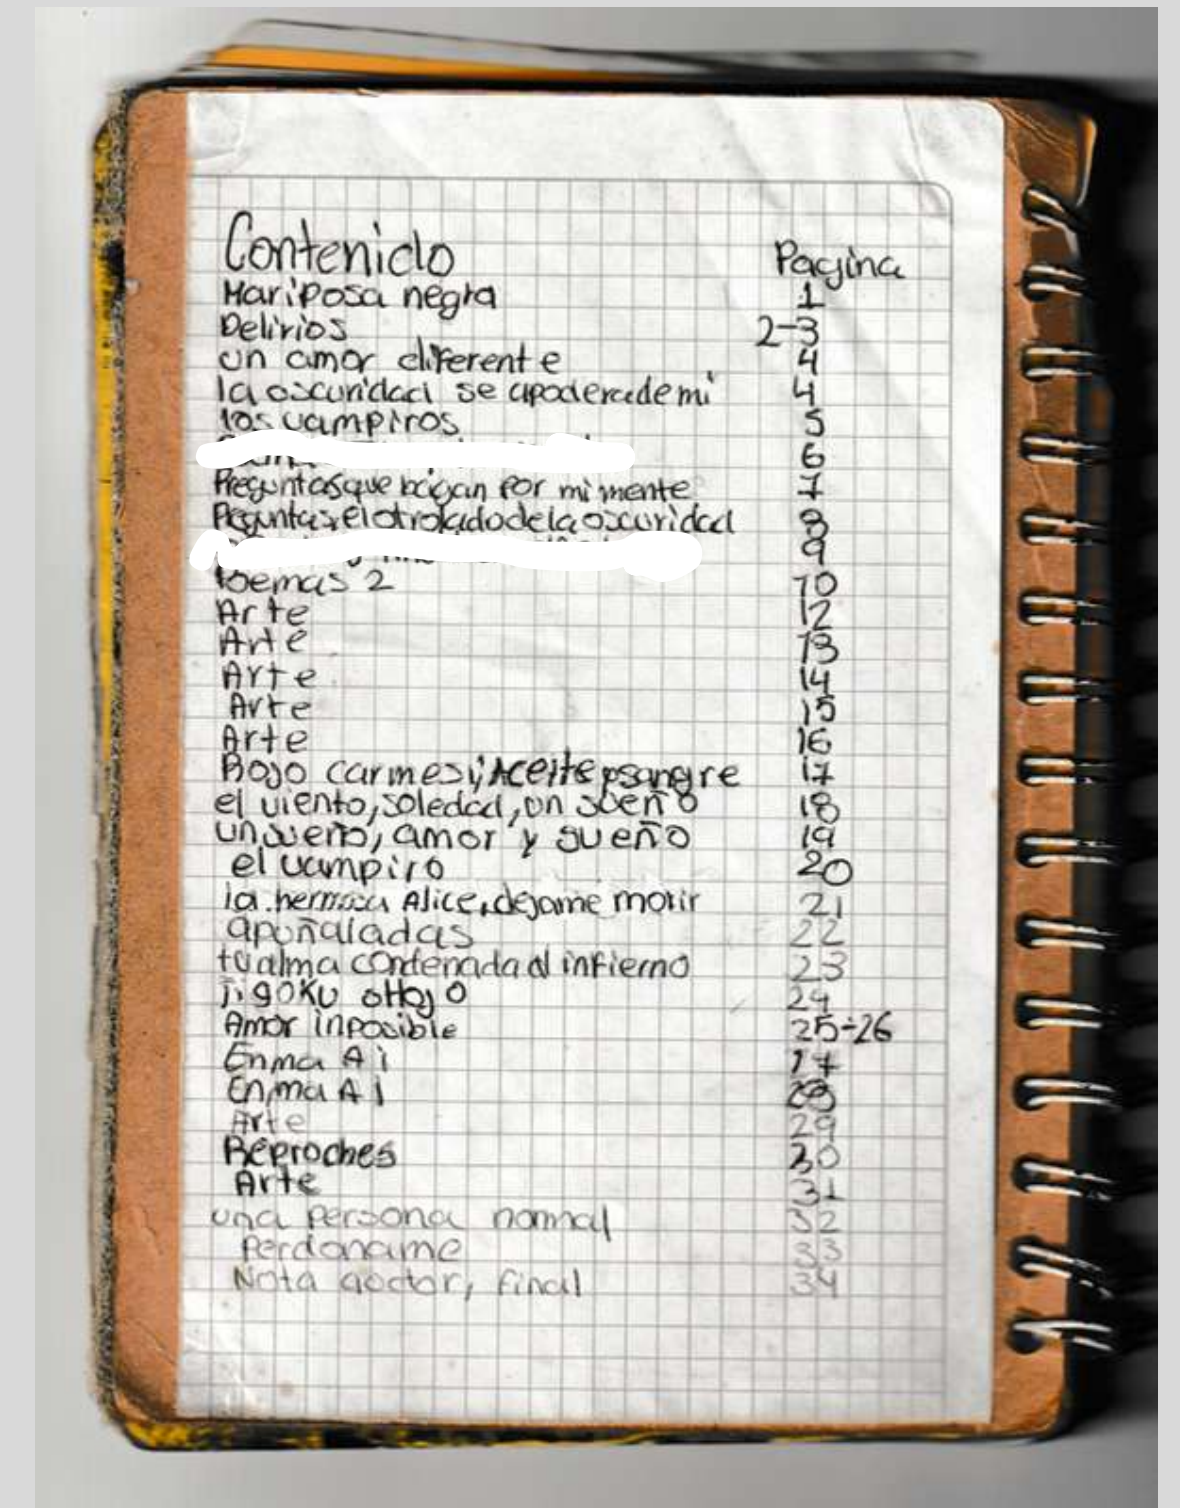 Contenido Pagina
Mariposa negra 1
Delirios 2-3
un amor diferente 4
la oscuridad se apodera de mi 4
los vampiros 5
6
Preguntas que bagan por mi mente 7
Preguntas, el otro lado de la oscuridad 8
9
Poemas 2 10
Arte 12
Arte 13
Arte 14
Arte 15
Arte 16
Rojo carmesí, Aceite y sangre 17
el viento, soledad, un sueño 18
un sueño, amor y sueño 19
el vampiro 20
la hermosa Alice, dejame morir 21
apuñaladas 22
tu alma condenada al infierno 23
Jigoku 24
Amor inposible 25-26
Enma Ai
Enma Ai 28
Arte 29
Reproches 30
Arte 31
una persona normal 32
Perdoname 33
Nota final 34